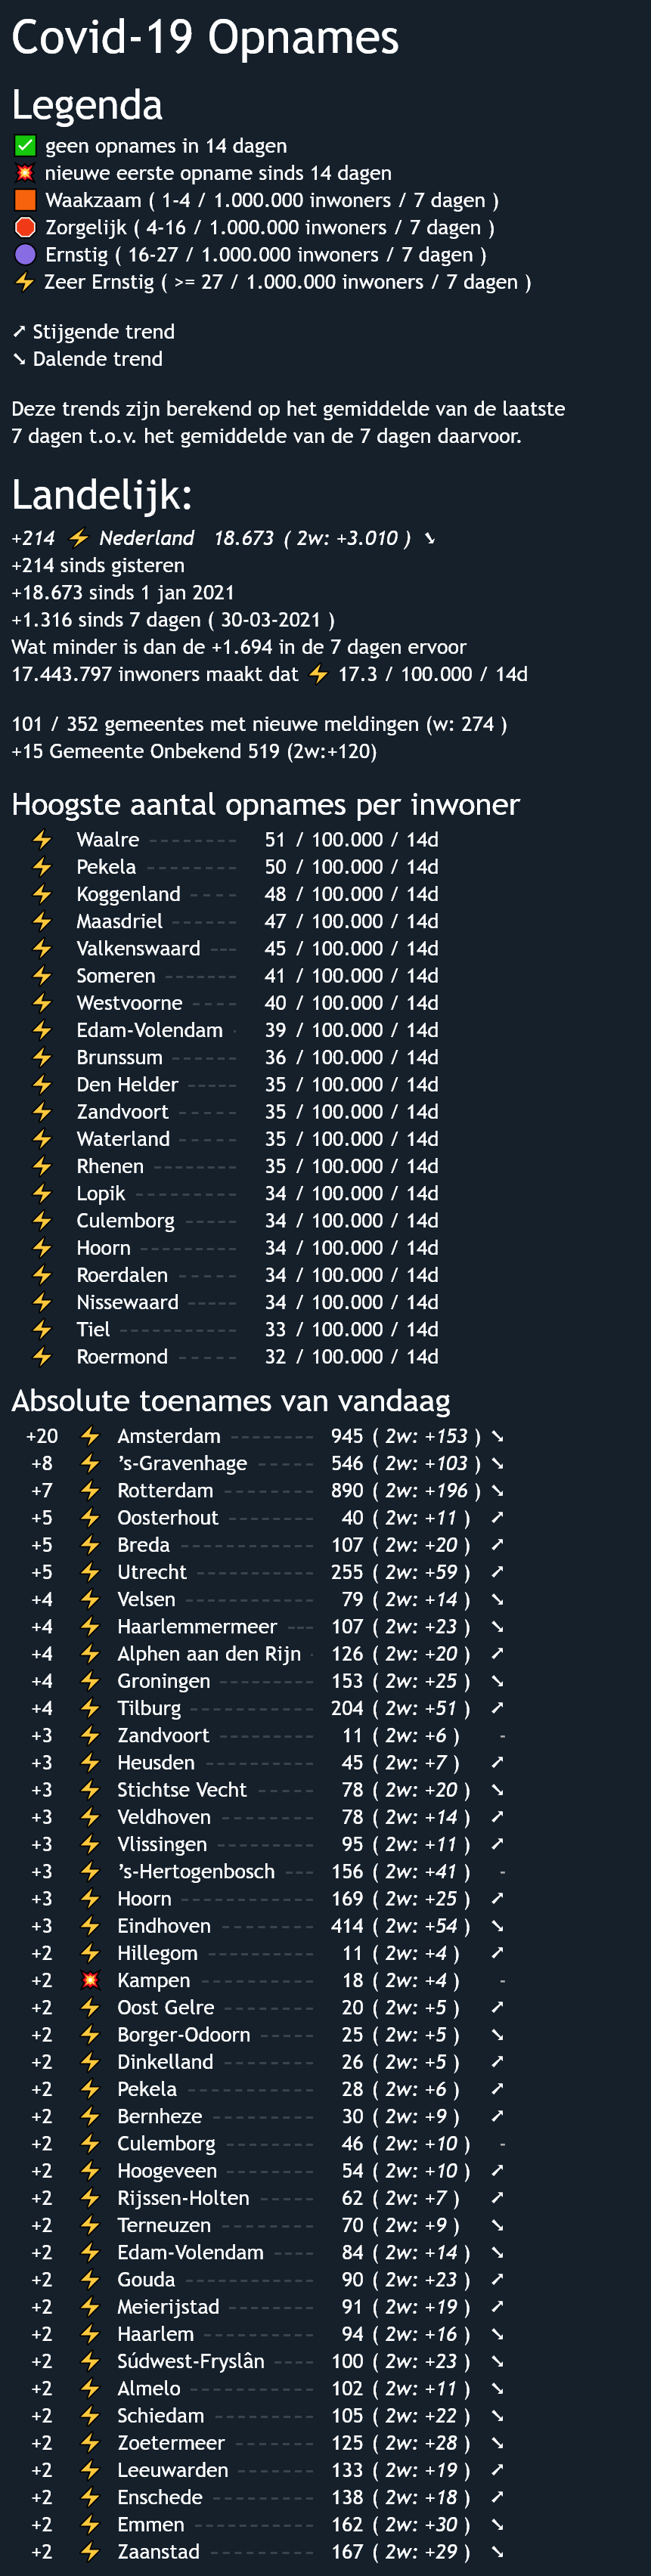 Covid-19 Opnames
Legenda
✅ geen opnames in 14 dagen
💥 nieuwe eerste opname sinds 14 dagen
🟧 Waakzaam ( 1-4 / 1.000.000 inwoners / 7 dagen )
🛑 Zorgelijk ( 4-16 / 1.000.000 inwoners / 7 dagen )
🟣 Ernstig ( 16-27 / 1.000.000 inwoners / 7 dagen )
⚡ Zeer Ernstig ( >= 27 / 1.000.000 inwoners / 7 dagen )
➚ Stijgende trend
➘ Dalende trend
Deze trends zijn berekend op het gemiddelde van de laatste
7 dagen t.o.v. het gemiddelde van de 7 dagen daarvoor.
Landelijk:
+214 ⚡ Nederland 18.673 ( 2w: +3.010 ) ➘
+214 sinds gisteren
+18.673 sinds 1 jan 2021
+1.316 sinds 7 dagen ( 30-03-2021 )
Wat minder is dan de +1.694 in de 7 dagen ervoor
17.443.797 inwoners maakt dat ⚡ 17.3 / 100.000 / 14d
101 / 352 gemeentes met nieuwe meldingen (w: 274 )
+15 Gemeente Onbekend 519 (2w:+120)
Hoogste aantal opnames per inwoner
⚡ Waalre -------- 51 / 100.000 / 14d
⚡ Pekela -------- 50 / 100.000 / 14d
⚡ Koggenland ---- 48 / 100.000 / 14d
⚡ Maasdriel ------ 47 / 100.000 / 14d
⚡ Valkenswaard --- 45 / 100.000 / 14d
⚡ Someren ------- 41 / 100.000 / 14d
⚡ Westvoorne ---- 40 / 100.000 / 14d
⚡ Edam-Volendam - 39 / 100.000 / 14d
⚡ Brunssum ------ 36 / 100.000 / 14d
⚡ Den Helder ----- 35 / 100.000 / 14d
⚡ Zandvoort ------ 35 / 100.000 / 14d
⚡ Waterland ------ 35 / 100.000 / 14d
⚡ Rhenen -------- 35 / 100.000 / 14d
⚡ Lopik ---------- 34 / 100.000 / 14d
⚡ Culemborg ----- 34 / 100.000 / 14d
⚡ Hoorn ---------- 34 / 100.000 / 14d
⚡ Roerdalen ------ 34 / 100.000 / 14d
⚡ Nissewaard ----- 34 / 100.000 / 14d
⚡ Tiel ------------ 33 / 100.000 / 14d
⚡ Roermond ------ 32 / 100.000 / 14d
Absolute toenames van vandaag
+20 ⚡ Amsterdam -------- 945 ( 2w: +153 ) ➘
+8 ⚡ ’s-Gravenhage ------ 546 ( 2w: +103 ) ➘
+7 ⚡ Rotterdam --------- 890 ( 2w: +196 ) ➘
+5 ⚡ Oosterhout --------- 40 ( 2w: +11 ) ➚
+5 ⚡ Breda ------------- 107 ( 2w: +20 ) ➚
+5 ⚡ Utrecht ------------ 255 ( 2w: +59 ) ➚
+4 ⚡ Velsen ------------ 79 ( 2w: +14 ) ➘
+4 ⚡ Haarlemmermeer --- 107 ( 2w: +23 ) ➘
+4 ⚡ Alphen aan den Rijn - 126 ( 2w: +20 ) ➚
+4 ⚡ Groningen --------- 153 ( 2w: +25 ) ➘
+4 ⚡ Tilburg ------------ 204 ( 2w: +51 ) ➚
+3 ⚡ Zandvoort --------- 11 ( 2w: +6 ) -
+3 ⚡ Heusden ---------- 45 ( 2w: +7 ) ➚
+3 ⚡ Stichtse Vecht ------ 78 ( 2w: +20 ) ➘
+3 ⚡ Veldhoven --------- 78 ( 2w: +14 ) ➚
+3 ⚡ Vlissingen ---------- 95 ( 2w: +11 ) ➚
+3 ⚡ ’s-Hertogenbosch --- 156 ( 2w: +41 ) -
+3 ⚡ Hoorn ------------- 169 ( 2w: +25 ) ➚
+3 ⚡ Eindhoven --------- 414 ( 2w: +54 ) ➘
+2 ⚡ Hillegom ---------- 11 ( 2w: +4 ) ➚
+2 💥 Kampen ----------- 18 ( 2w: +4 ) -
+2 ⚡ Oost Gelre --------- 20 ( 2w: +5 ) ➚
+2 ⚡ Borger-Odoorn ------ 25 ( 2w: +5 ) ➘
+2 ⚡ Dinkelland --------- 26 ( 2w: +5 ) ➚
+2 ⚡ Pekela ------------ 28 ( 2w: +6 ) ➚
+2 ⚡ Bernheze ---------- 30 ( 2w: +9 ) ➚
+2 ⚡ Culemborg --------- 46 ( 2w: +10 ) -
+2 ⚡ Hoogeveen --------- 54 ( 2w: +10 ) ➚
+2 ⚡ Rijssen-Holten ------ 62 ( 2w: +7 ) ➚
+2 ⚡ Terneuzen --------- 70 ( 2w: +9 ) ➘
+2 ⚡ Edam-Volendam ---- 84 ( 2w: +14 ) ➘
+2 ⚡ Gouda ------------ 90 ( 2w: +23 ) ➚
+2 ⚡ Meierijstad --------- 91 ( 2w: +19 ) ➚
+2 ⚡ Haarlem ----------- 94 ( 2w: +16 ) ➘
+2 ⚡ Súdwest-Fryslân ---- 100 ( 2w: +23 ) ➘
+2 ⚡ Almelo ------------ 102 ( 2w: +11 ) ➘
+2 ⚡ Schiedam ---------- 105 ( 2w: +22 ) ➘
+2 ⚡ Zoetermeer -------- 125 ( 2w: +28 ) ➘
+2 ⚡ Leeuwarden -------- 133 ( 2w: +19 ) ➚
+2 ⚡ Enschede ---------- 138 ( 2w: +18 ) ➚
+2 ⚡ Emmen ----------- 162 ( 2w: +30 ) ➘
+2 ⚡ Zaanstad ---------- 167 ( 2w: +29 ) ➘